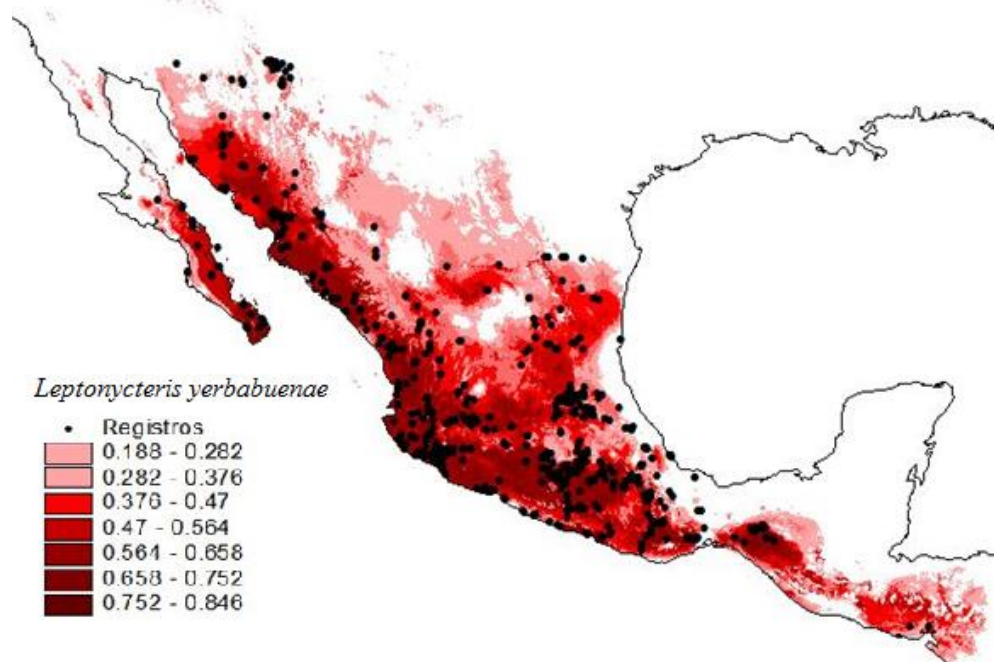 Leptonycteris yerbabuenae
Registros
0.188 - 0.282
0.282 - 0.376
0.376 - 0.47
0.47 - 0.564
0.564 - 0.658
0.658 - 0.752
0.752 - 0.846